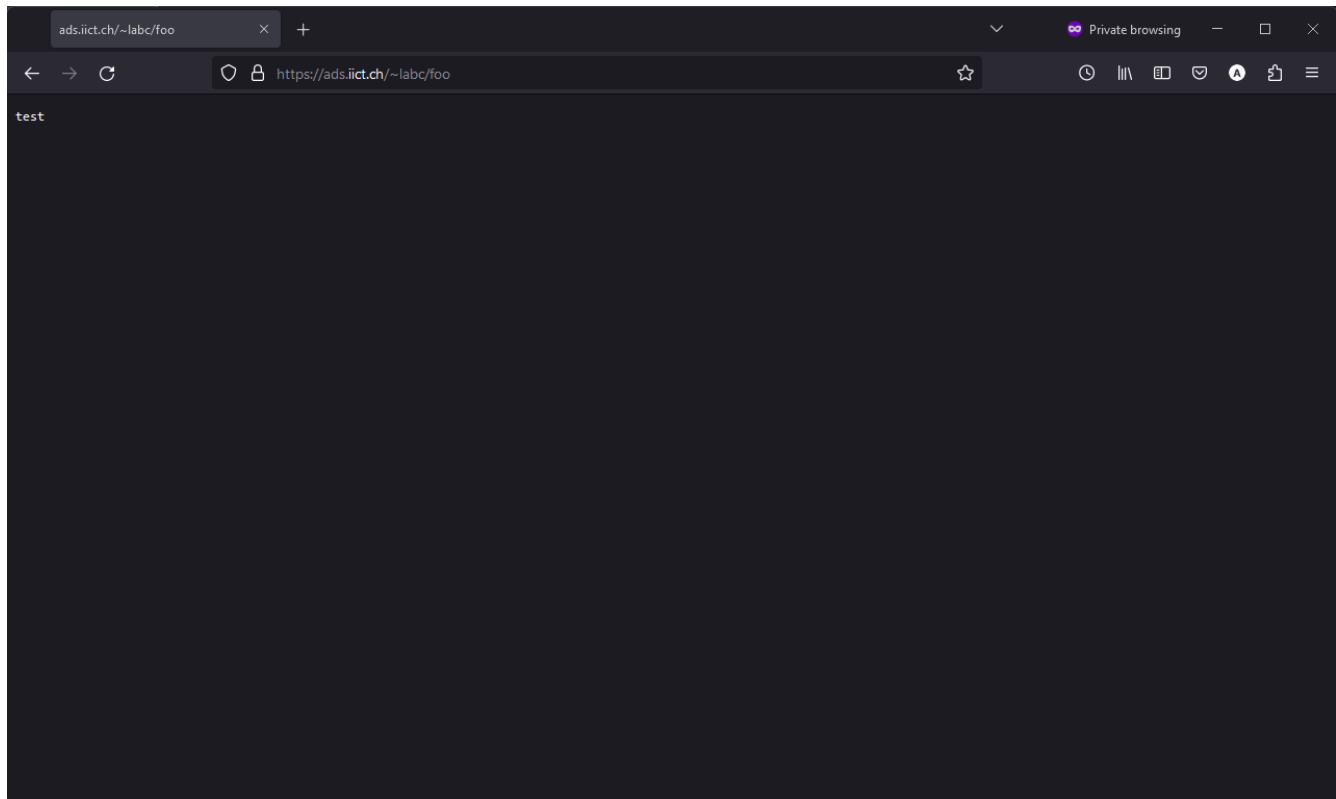 ads.iict.ch/~labc/foo
Private browsing
https://ads.iict.ch/~labc/foo
A
test